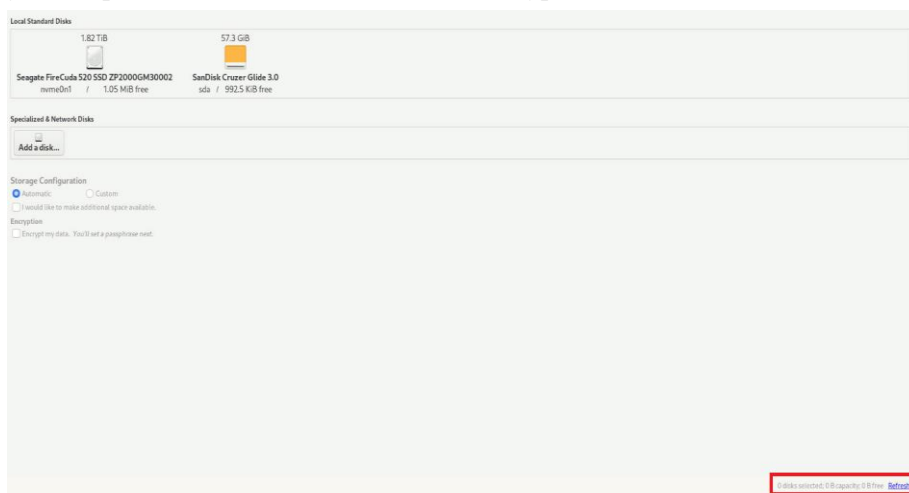 Local Standard Disks
1.82 TiB 57.3 GiB
Seagate FireCuda 520 SSD ZP2000GM30002 SanDisk Cruzer Glide 3.0
nvme0n1 / 1.05 MiB free sda / 992.5 KiB free
Specialized & Network Disks
Add a disk...
Storage Configuration
Automatic Custom
I would like to make additional space available.
Encryption
Encrypt my data. You'll set a passphrase next.
0 disks selected; 0 B capacity; 0 B free Refresh